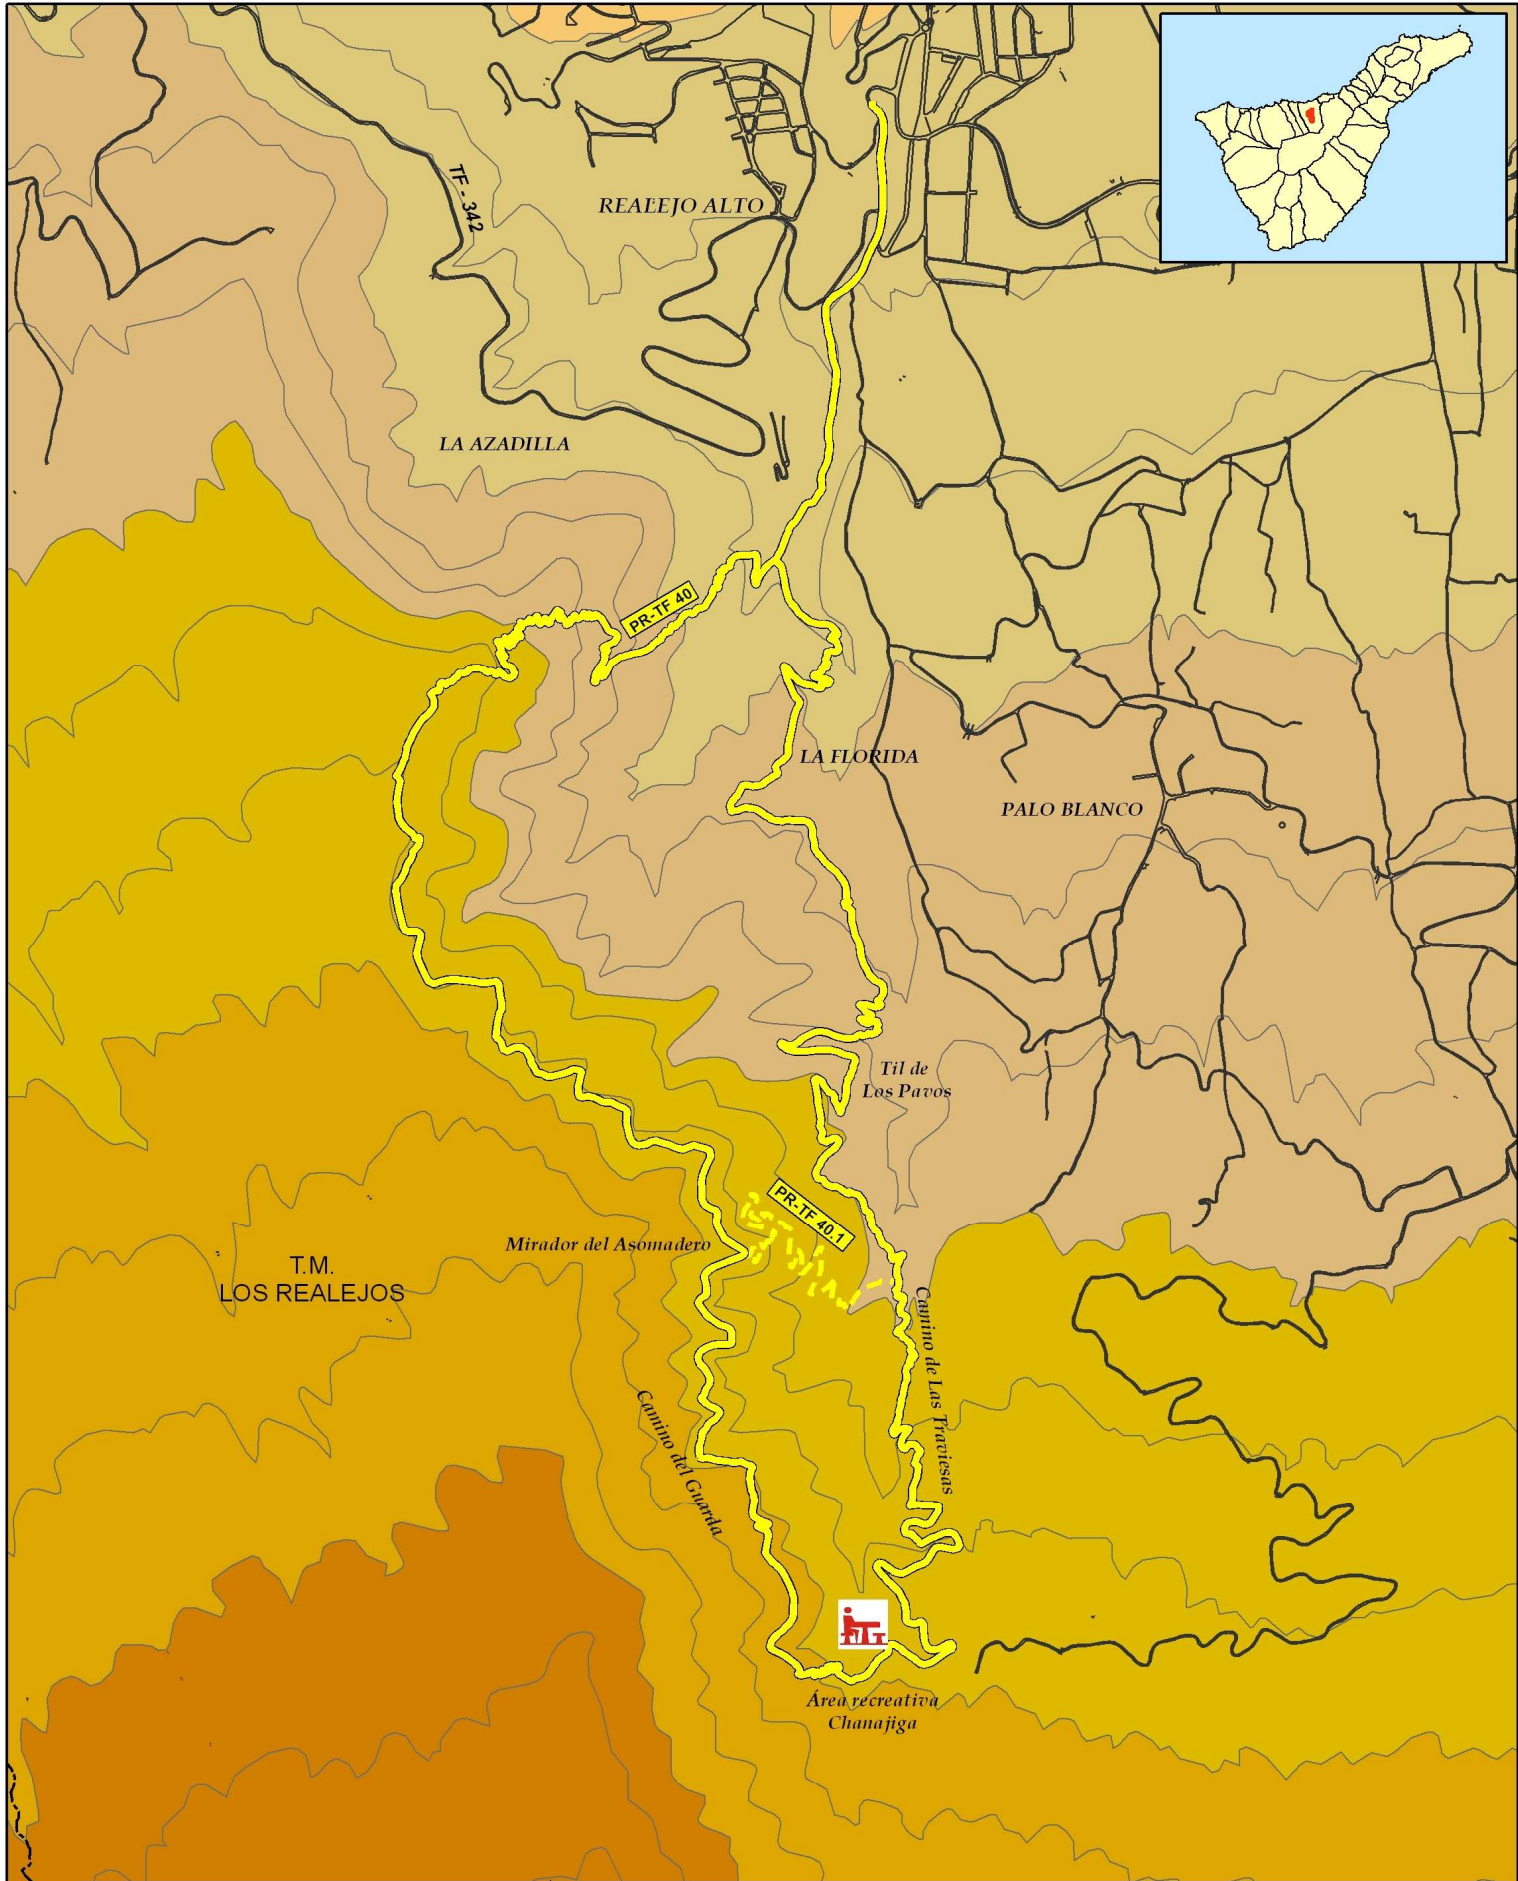 TF - 342
REALEJO ALTO
LA AZADILLA
PR-TF 40
LA FLORIDA
PALO BLANCO
Til de
Los Pavos
PR-TF 40.1
Mirador del Asomadero
T.M.
LOS REALEJOS
Camino de Las Traviesas
Camino del Guarda
Área recreativa
Chanajiga